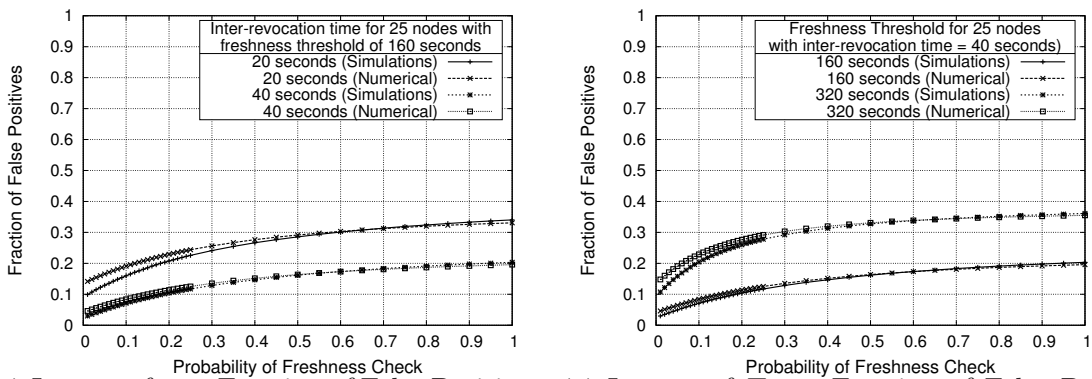 Inter-revocation time for 25 nodes with
freshness threshold of 160 seconds
20 seconds (Simulations)
20 seconds (Numerical)
40 seconds (Simulations)
40 seconds (Numerical)
1
0.9
0.8
0.7
0.6
0.5
0.4
0.3
0.2
0.1
0
Fraction of False Positives
0 0.1 0.2 0.3 0.4 0.5 0.6 0.7 0.8 0.9 1
Probability of Freshness Check
Freshness Threshold for 25 nodes
with inter-revocation time = 40 seconds)
160 seconds (Simulations)
160 seconds (Numerical)
320 seconds (Simulations)
320 seconds (Numerical)
1
0.9
0.8
0.7
0.6
0.5
0.4
0.3
0.2
0.1
0
Fraction of False Positives
0 0.1 0.2 0.3 0.4 0.5 0.6 0.7 0.8 0.9 1
Probability of Freshness Check